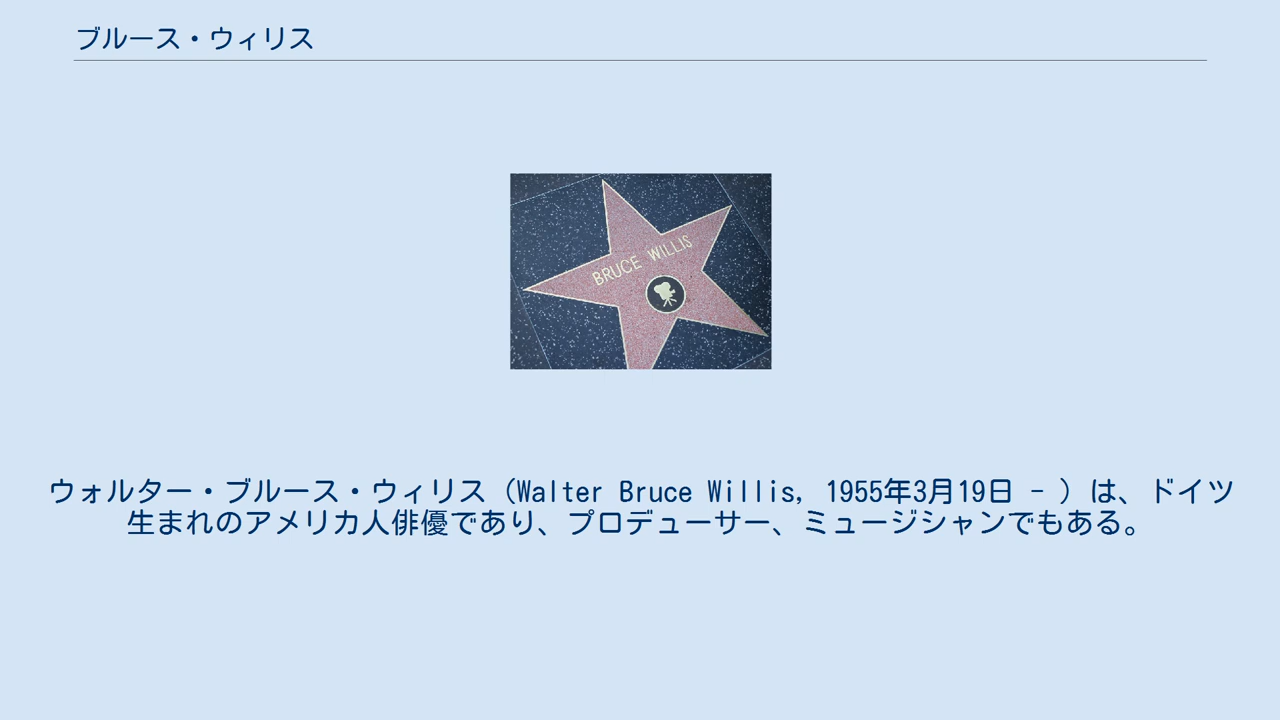 ブルース・ウィリス
BRUCE WILLIS
ウォルター・ブルース・ウィリス（Walter Bruce Willis, 1955年3月19日 - ）は、ドイツ
生まれのアメリカ人俳優であり、プロデューサー、ミュージシャンでもある。